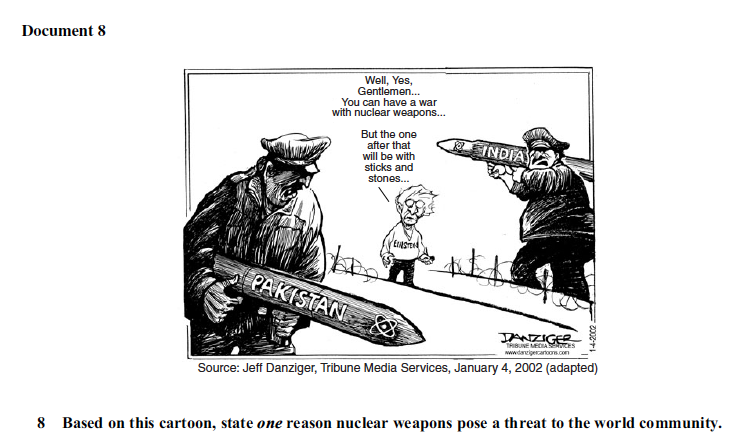 Document 8
Well, Yes,
Gentlemen...
You can have a war
with nuclear weapons...
But the one
after that
will be with
sticks and
stones...
INDIA
EINSTEIN
PAKISTAN
DANZIGER
TRIBUNE MEDIA SERVICES
www.danzigercartoons.com
1-4-2002
Source: Jeff Danziger, Tribune Media Services, January 4, 2002 (adapted)
8 Based on this cartoon, state one reason nuclear weapons pose a threat to the world community.